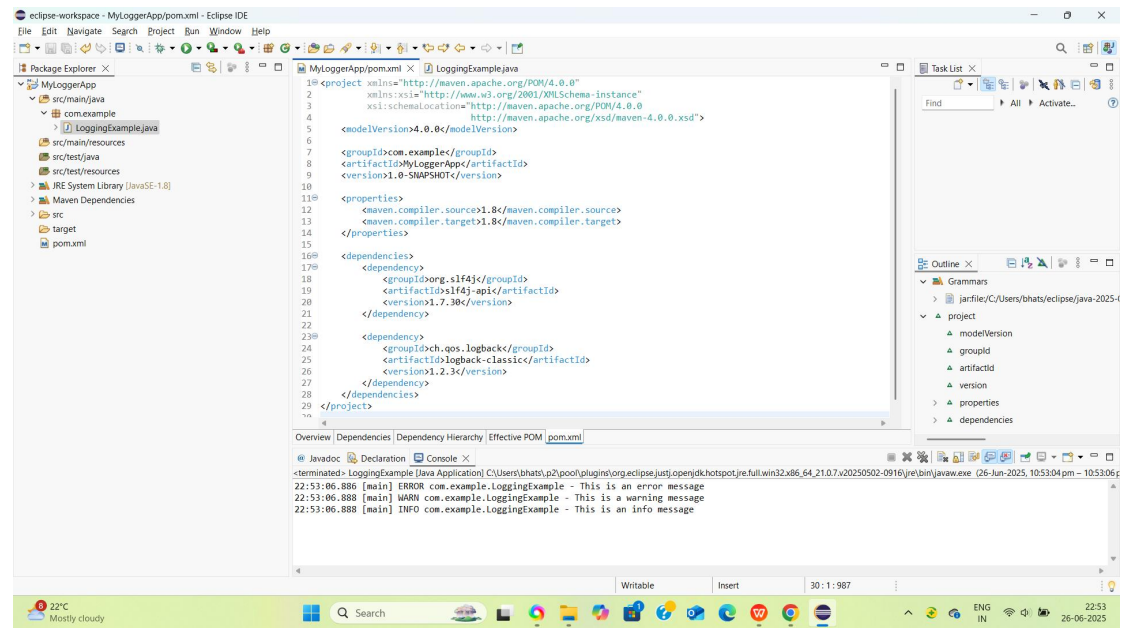 eclipse-workspace - MyLoggerApp/pom.xml - Eclipse IDE
File Edit Navigate Search Project Run Window Help
Package Explorer
MyLoggerApp
src/main/java
com.example
LoggingExample.java
src/main/resources
src/test/java
src/test/resources
JRE System Library [JavaSE-1.8]
Maven Dependencies
src
target
pom.xml
MyLoggerApp/pom.xml LoggingExample.java
1 <project xmlns="http://maven.apache.org/POM/4.0.0"
2 xmlns:xsi="http://www.w3.org/2001/XMLSchema-instance"
3 xsi:schemaLocation="http://maven.apache.org/POM/4.0.0
4 http://maven.apache.org/xsd/maven-4.0.0.xsd">
5 <modelVersion>4.0.0</modelVersion>
6
7 <groupId>com.example</groupId>
8 <artifactId>MyLoggerApp</artifactId>
9 <version>1.0-SNAPSHOT</version>
10
11 <properties>
12 <maven.compiler.source>1.8</maven.compiler.source>
13 <maven.compiler.target>1.8</maven.compiler.target>
14 </properties>
15
16 <dependencies>
17 <dependency>
18 <groupId>org.slf4j</groupId>
19 <artifactId>slf4j-api</artifactId>
20 <version>1.7.30</version>
21 </dependency>
22
23 <dependency>
24 <groupId>ch.qos.logback</groupId>
25 <artifactId>logback-classic</artifactId>
26 <version>1.2.3</version>
27 </dependency>
28 </dependencies>
29 </project>
30
Overview Dependencies Dependency Hierarchy Effective POM pom.xml
Task List
Find All Activate...
Outline
Grammars
jar:file:/C:/Users/bhats/eclipse/java-2025-
project
modelVersion
groupId
artifactId
version
properties
dependencies
Javadoc Declaration Console
<terminated> LoggingExample [Java Application] C:\Users\bhats\.p2\pool\plugins\org.eclipse.justj.openjdk.hotspot.jre.full.win32.x86_64_21.0.7.v20250502-0916\jre\bin\javaw.exe (26-Jun-2025, 10:53:04 pm – 10:53:06 p
22:53:06.886 [main] ERROR com.example.LoggingExample - This is an error message
22:53:06.888 [main] WARN com.example.LoggingExample - This is a warning message
22:53:06.888 [main] INFO com.example.LoggingExample - This is an info message
Writable Insert 30 : 1 : 987
8
22°C
Mostly cloudy
Search
ENG
IN
22:53
26-06-2025